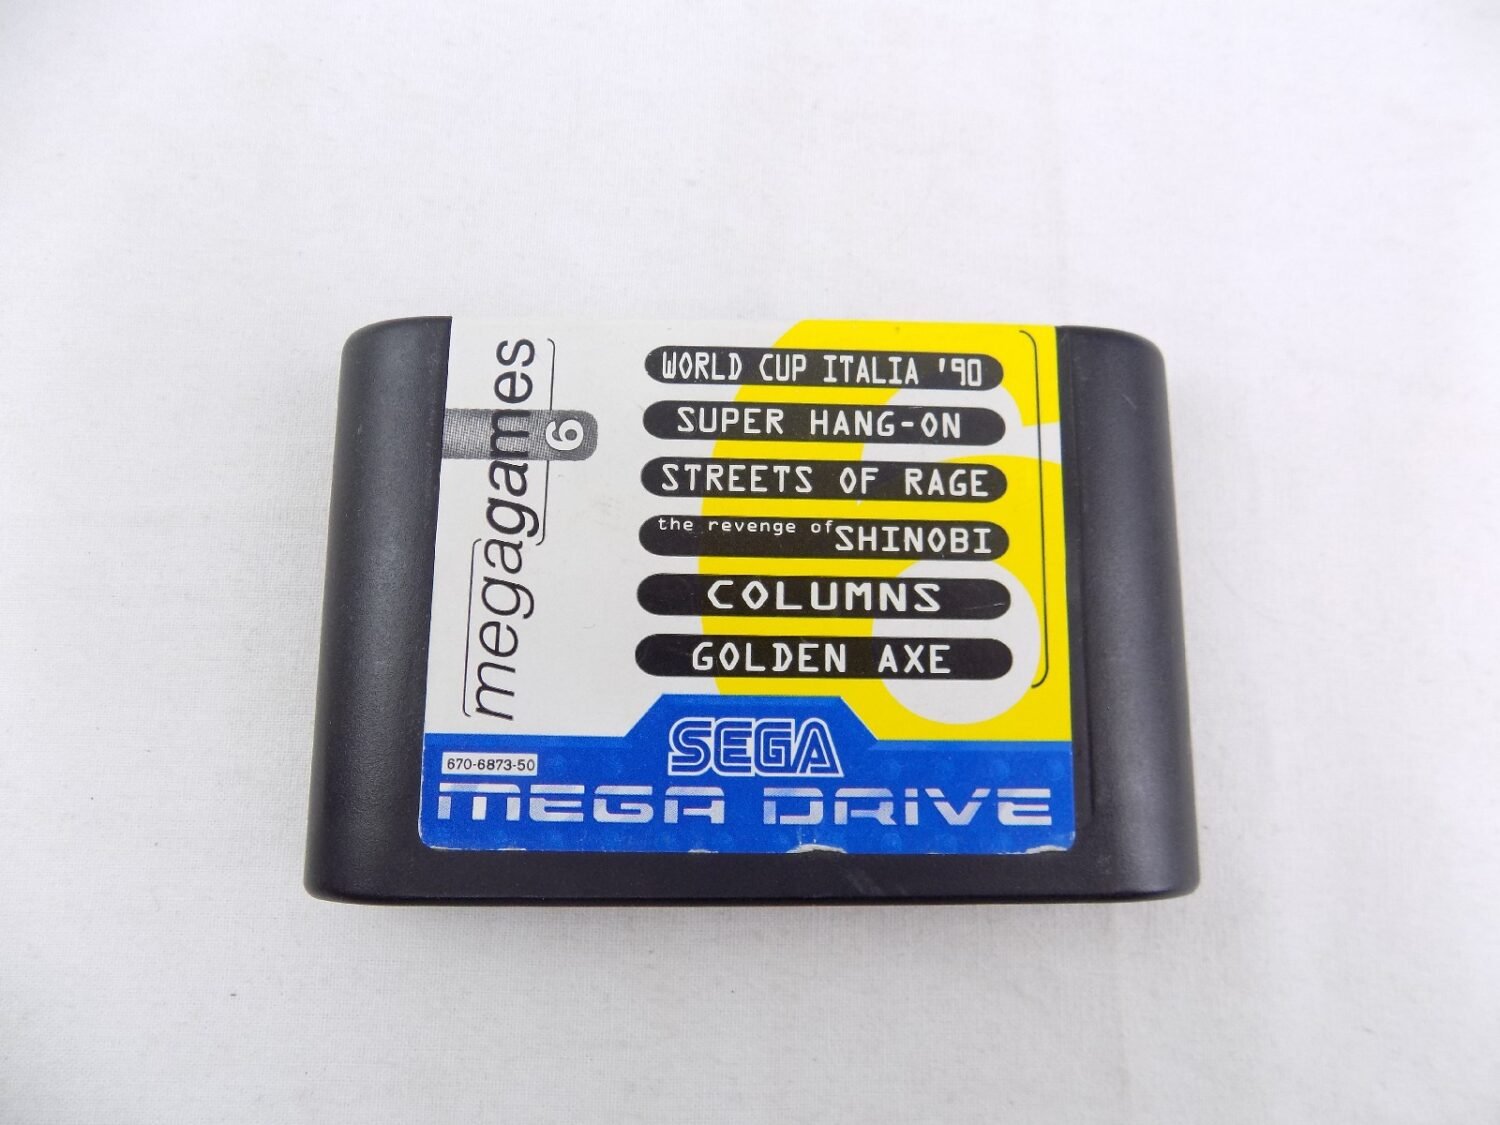 megagames 6
WORLD CUP ITALIA '90
SUPER HANG-ON
STREETS OF RAGE
the revenge of SHINOBI
COLUMNS
GOLDEN AXE
SEGA
670-6873-50
MEGA DRIVE